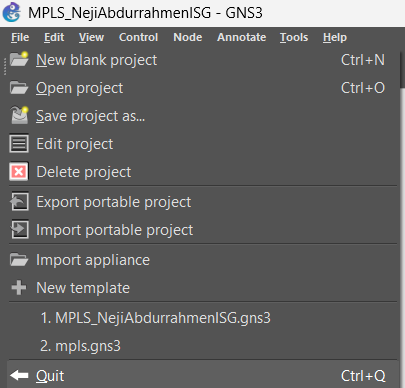 MPLS_NejiAbdurrahmenISG - GNS3
File Edit View Control Node Annotate Tools Help
New blank project Ctrl+N
Open project Ctrl+O
Save project as...
Edit project
Delete project
Export portable project
Import portable project
Import appliance
New template
1. MPLS_NejiAbdurrahmenISG.gns3
2. mpls.gns3
Quit Ctrl+Q